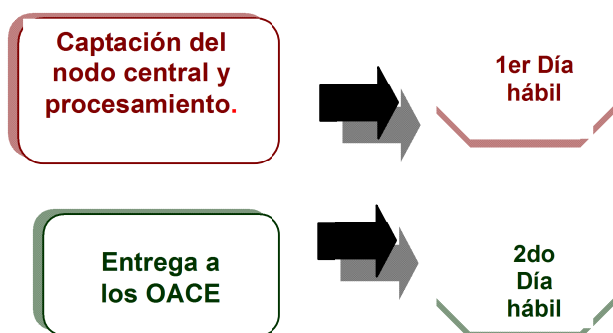 Captación del
nodo central y
procesamiento.
1er Día
hábil
Entrega a
los OACE
2do
Día
hábil